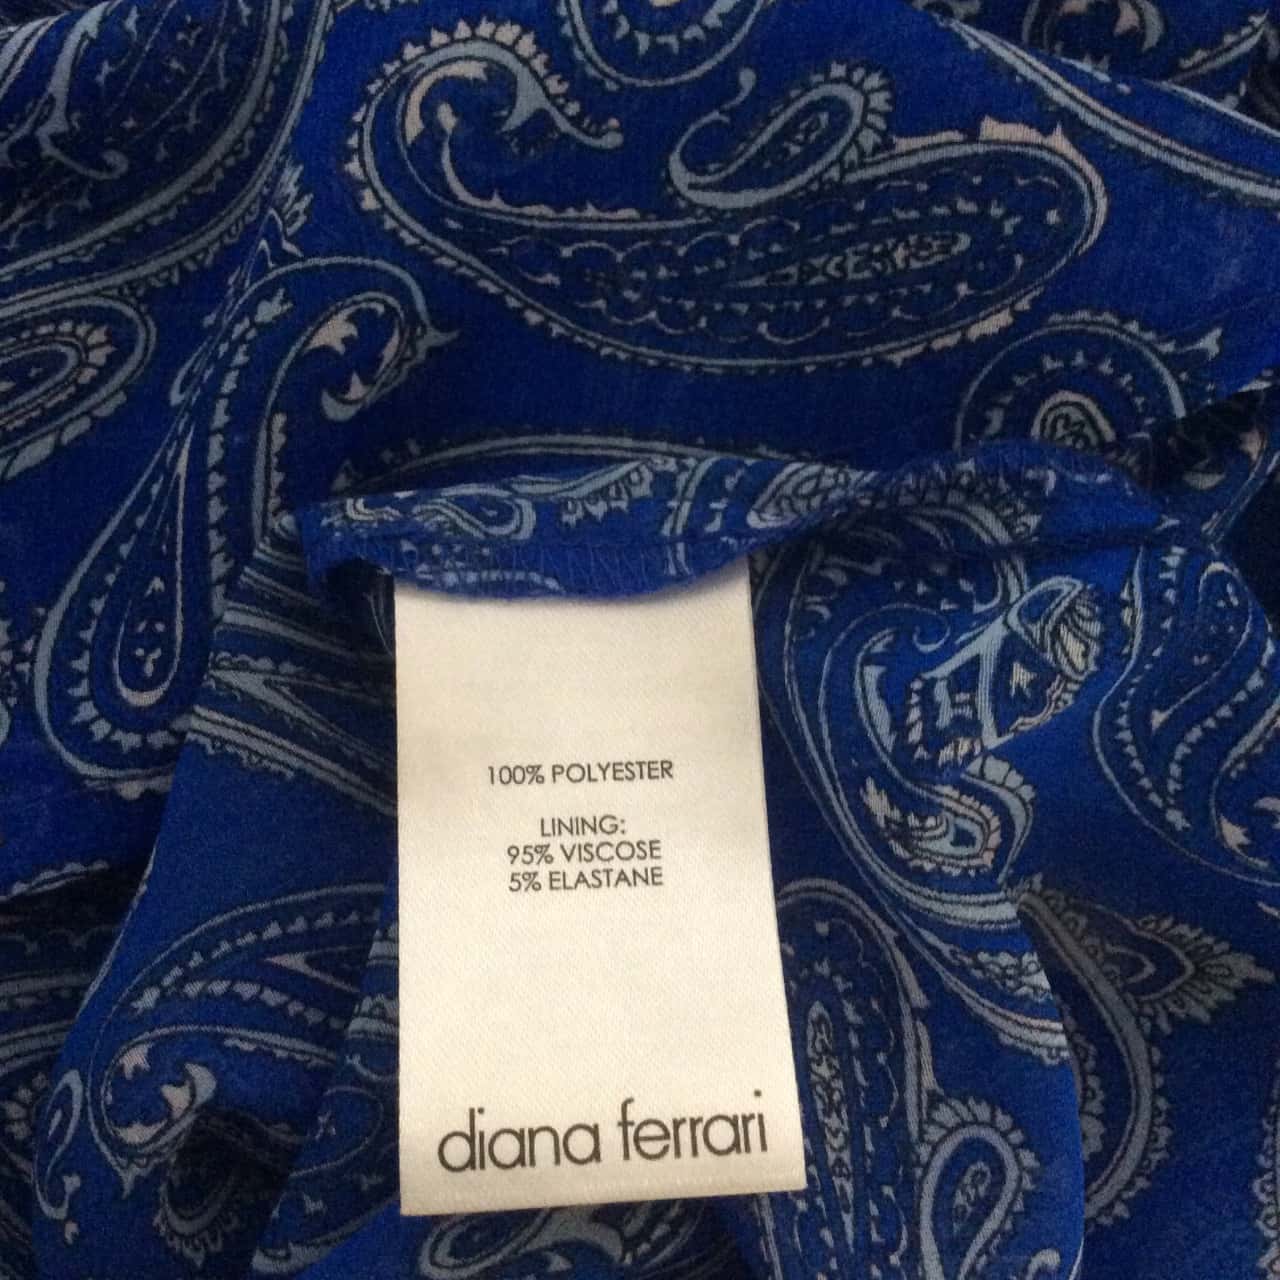 100% POLYESTER
LINING:
95% VISCOSE
5% ELASTANE
diana ferrari